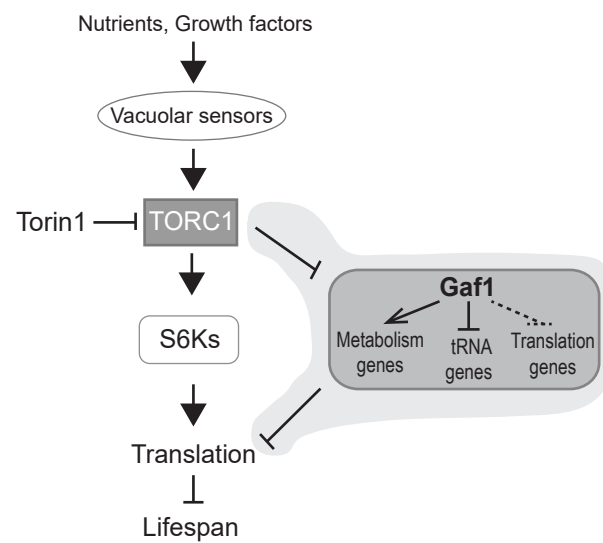 Nutrients, Growth factors
Vacuolar sensors
Torin1
TORC1
Gaf1
S6Ks
Metabolism
genes
tRNA
genes
Translation
genes
Translation
Lifespan